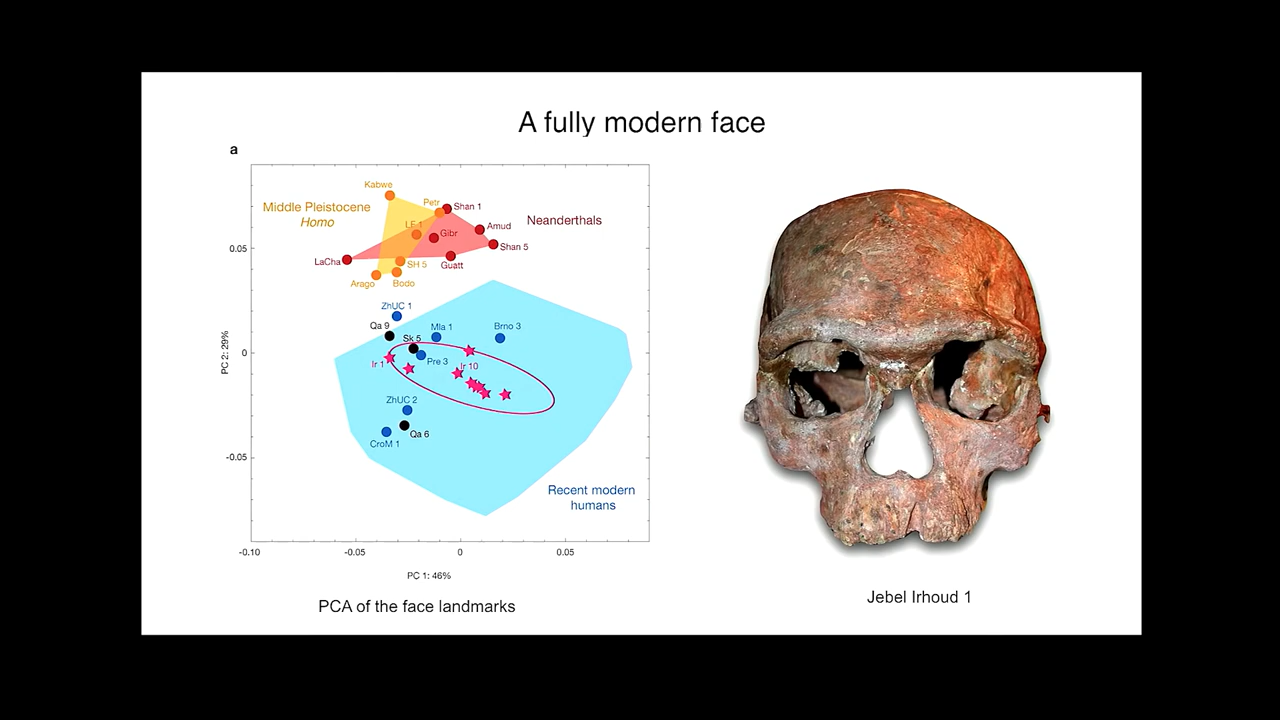 A fully modern face
a
Kabwe
Middle Pleistocene
Homo
Petr
Shan 1
Neanderthals
LF 1
Gibr
Amud
Shan 5
LaCha
SH 5
Guatt
Arago
Bodo
ZhUC 1
Qa 9
Sk 5
Mla 1
Brno 3
Ir 1
Pre 3
Ir 10
ZhUC 2
Qa 6
CroM 1
Recent modern
humans
0.05
0
-0.05
PC 2: 29%
-0.10
-0.05
0
0.05
PC 1: 46%
PCA of the face landmarks
Jebel Irhoud 1